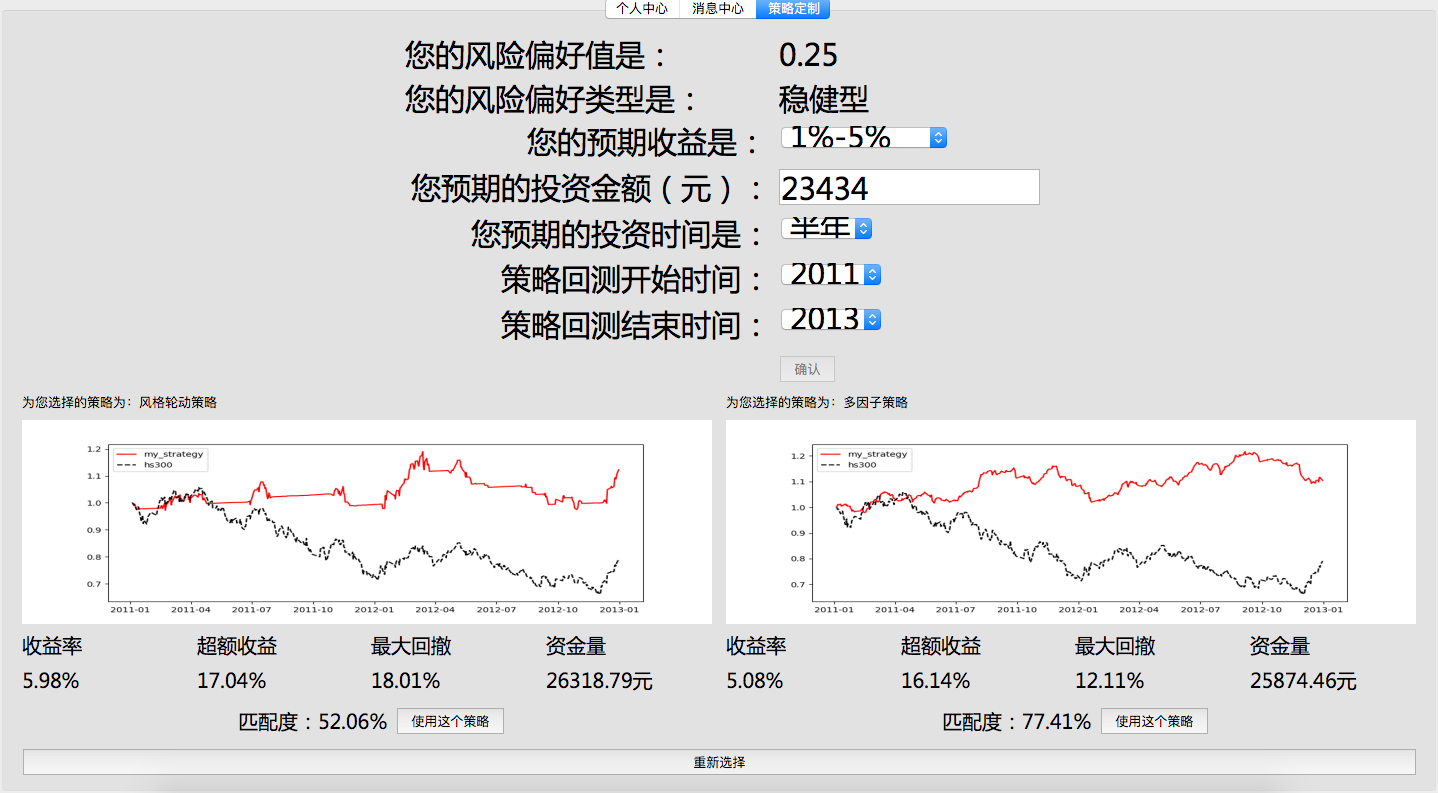 个人中心 消息中心 策略定制
您的风险偏好值是： 0.25
您的风险偏好类型是： 稳健型
您的预期收益是： 1%-5%
您预期的投资金额（元）： 23434
您预期的投资时间是： 半年
策略回测开始时间： 2011
策略回测结束时间： 2013
确认
为您选择的策略为：风格轮动策略
1.2
1.1
1.0
0.9
0.8
0.7
my_strategy
hs300
2011-01 2011-04 2011-07 2011-10 2012-01 2012-04 2012-07 2012-10 2013-01
收益率 超额收益 最大回撤 资金量
5.98% 17.04% 18.01% 26318.79元
匹配度：52.06% 使用这个策略
为您选择的策略为：多因子策略
1.2
1.1
1.0
0.9
0.8
0.7
my_strategy
hs300
2011-01 2011-04 2011-07 2011-10 2012-01 2012-04 2012-07 2012-10 2013-01
收益率 超额收益 最大回撤 资金量
5.08% 16.14% 12.11% 25874.46元
匹配度：77.41% 使用这个策略
重新选择